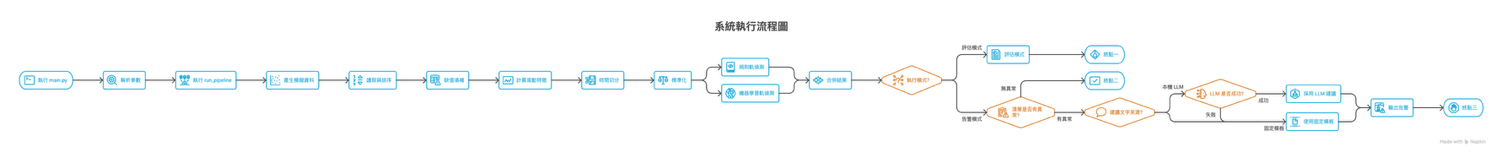 系統執行流程圖
執行 main.py
解析參數
執行 run_pipeline
產生模擬資料
讀取與排序
缺值填補
計算滾動特徵
時間切分
標準化
規則軌偵測
機器學習軌偵測
合併結果
執行模式?
評估模式
評估模式
終點一
告警模式
連續是否有異
常?
無異常
終點二
有異常
建議文字來源?
本機 LLM
LLM 是否成功?
成功
採用 LLM 建議
失敗
固定模板
使用固定模板
輸出告警
終點三
Made with Napkin